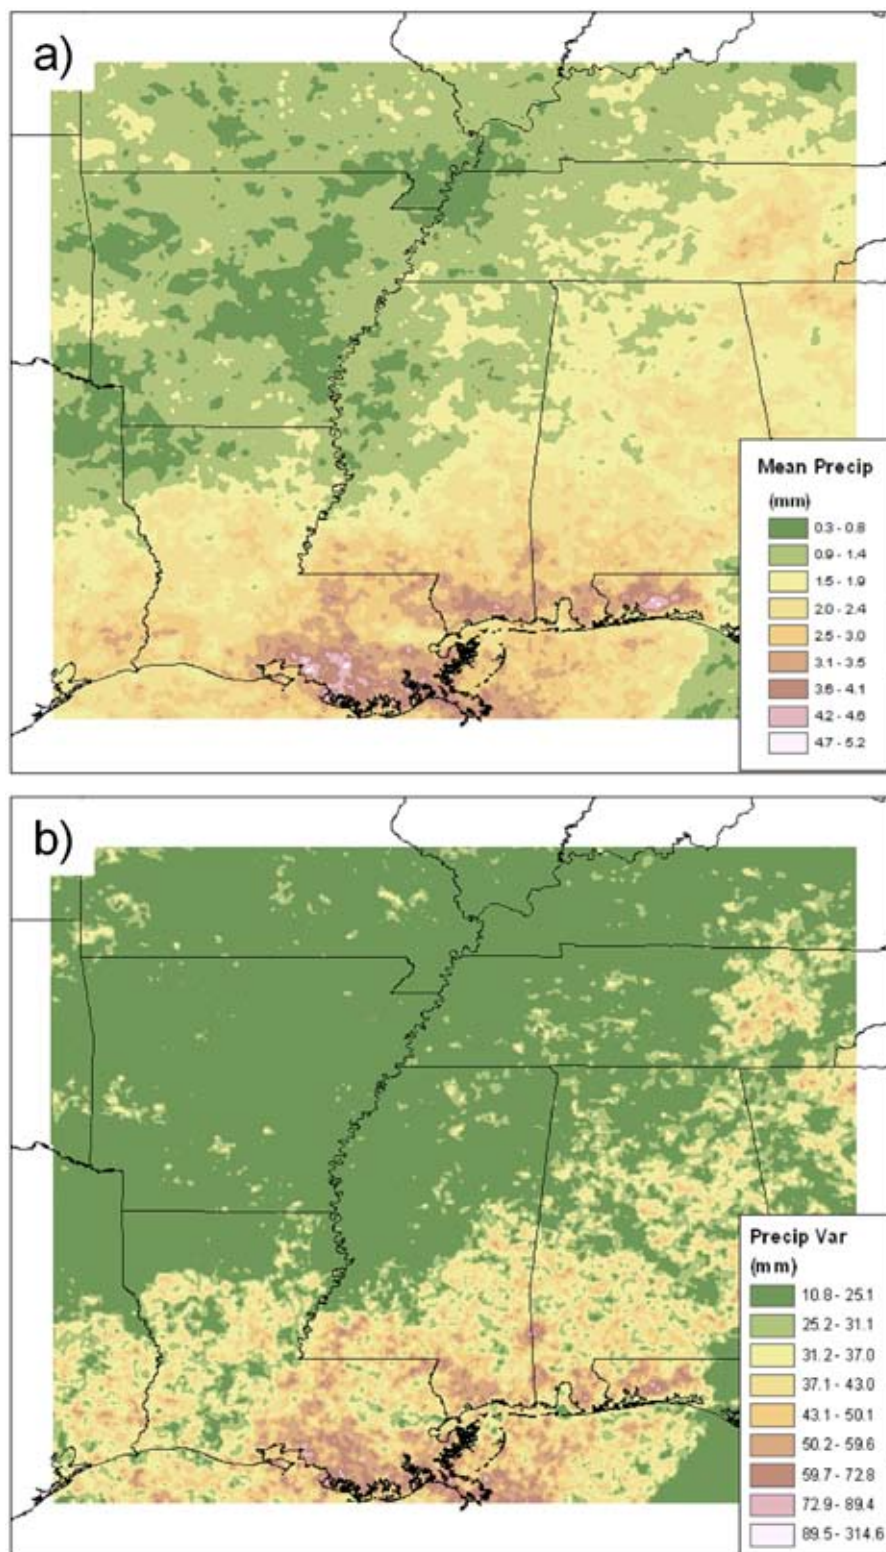 a)
Mean Precip
(mm)
0.3 - 0.8
0.9 - 1.4
1.5 - 1.9
2.0 - 2.4
2.5 - 3.0
3.1 - 3.5
3.6 - 4.1
4.2 - 4.6
4.7 - 5.2
b)
Precip Var
(mm)
10.8 - 25.1
25.2 - 31.1
31.2 - 37.0
37.1 - 43.0
43.1 - 50.1
50.2 - 59.6
59.7 - 72.8
72.9 - 89.4
89.5 - 314.6